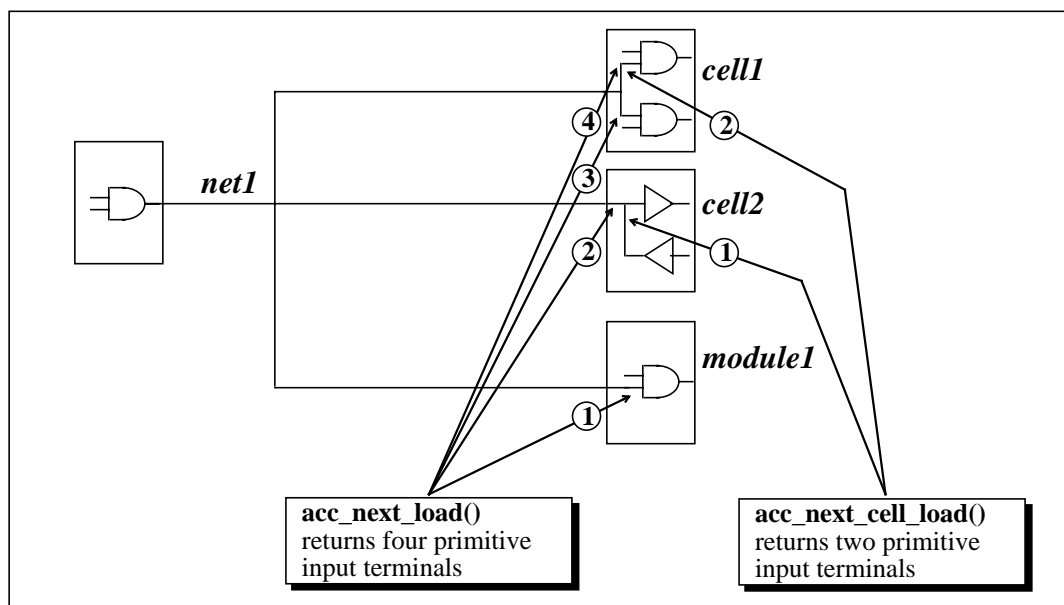 cell1
4
2
net1
3
cell2
2
1
module1
1
acc_next_load()
returns four primitive
input terminals
acc_next_cell_load()
returns two primitive
input terminals